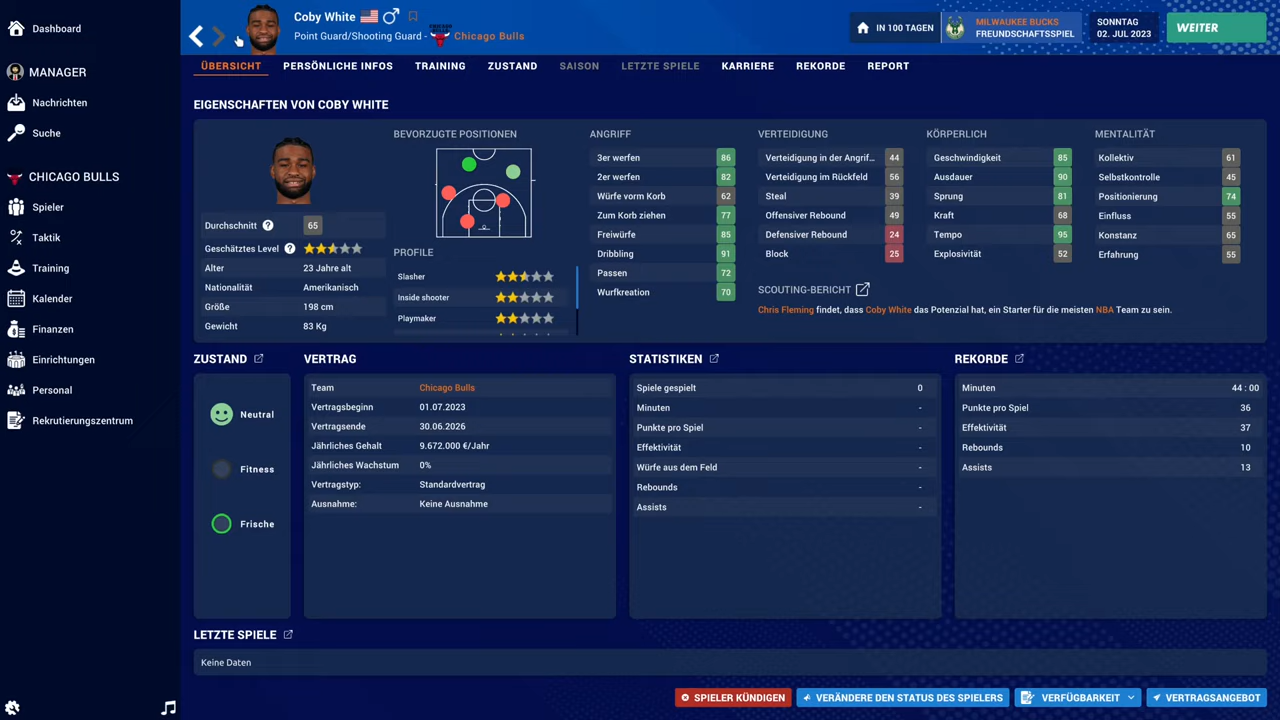 Dashboard
MANAGER
Nachrichten
Suche
CHICAGO BULLS
Spieler
Taktik
Training
Kalender
Finanzen
Einrichtungen
Personal
Rekrutierungszentrum
Coby White
Point Guard/Shooting Guard - Chicago Bulls
IN 100 TAGEN
MILWAUKEE BUCKS
FREUNDSCHAFTSSPIEL
SONNTAG
02. JUL 2023
WEITER
ÜBERSICHT PERSÖNLICHE INFOS TRAINING ZUSTAND SAISON LETZTE SPIELE KARRIERE REKORDE REPORT
EIGENSCHAFTEN VON COBY WHITE
Durchschnitt ? 65
Geschätztes Level ?
Alter 23 Jahre alt
Nationalität Amerikanisch
Größe 198 cm
Gewicht 83 Kg
BEVORZUGTE POSITIONEN
PROFILE
Slasher
Inside shooter
Playmaker
ANGRIFF
3er werfen 86
2er werfen 82
Würfe vorm Korb 62
Zum Korb ziehen 77
Freiwürfe 85
Dribbling 91
Passen 72
Wurfkreation 70
VERTEIDIGUNG
Verteidigung in der Angrif... 44
Verteidigung im Rückfeld 56
Steal 39
Offensiver Rebound 49
Defensiver Rebound 24
Block 25
KÖRPERLICH
Geschwindigkeit 85
Ausdauer 90
Sprung 81
Kraft 68
Tempo 95
Explosivität 52
MENTALITÄT
Kollektiv 61
Selbstkontrolle 45
Positionierung 74
Einfluss 55
Konstanz 65
Erfahrung 55
SCOUTING-BERICHT
Chris Fleming findet, dass Coby White das Potenzial hat, ein Starter für die meisten NBA Team zu sein.
ZUSTAND
Neutral
Fitness
Frische
VERTRAG
Team Chicago Bulls
Vertragsbeginn 01.07.2023
Vertragsende 30.06.2026
Jährliches Gehalt 9.672.000 €/Jahr
Jährliches Wachstum 0%
Vertragstyp: Standardvertrag
Ausnahme: Keine Ausnahme
STATISTIKEN
Spiele gespielt 0
Minuten -
Punkte pro Spiel -
Effektivität -
Würfe aus dem Feld -
Rebounds -
Assists -
REKORDE
Minuten 44 : 00
Punkte pro Spiel 36
Effektivität 37
Rebounds 10
Assists 13
LETZTE SPIELE
Keine Daten
SPIELER KÜNDIGEN
VERÄNDERE DEN STATUS DES SPIELERS
VERFÜGBARKEIT
VERTRAGSANGEBOT